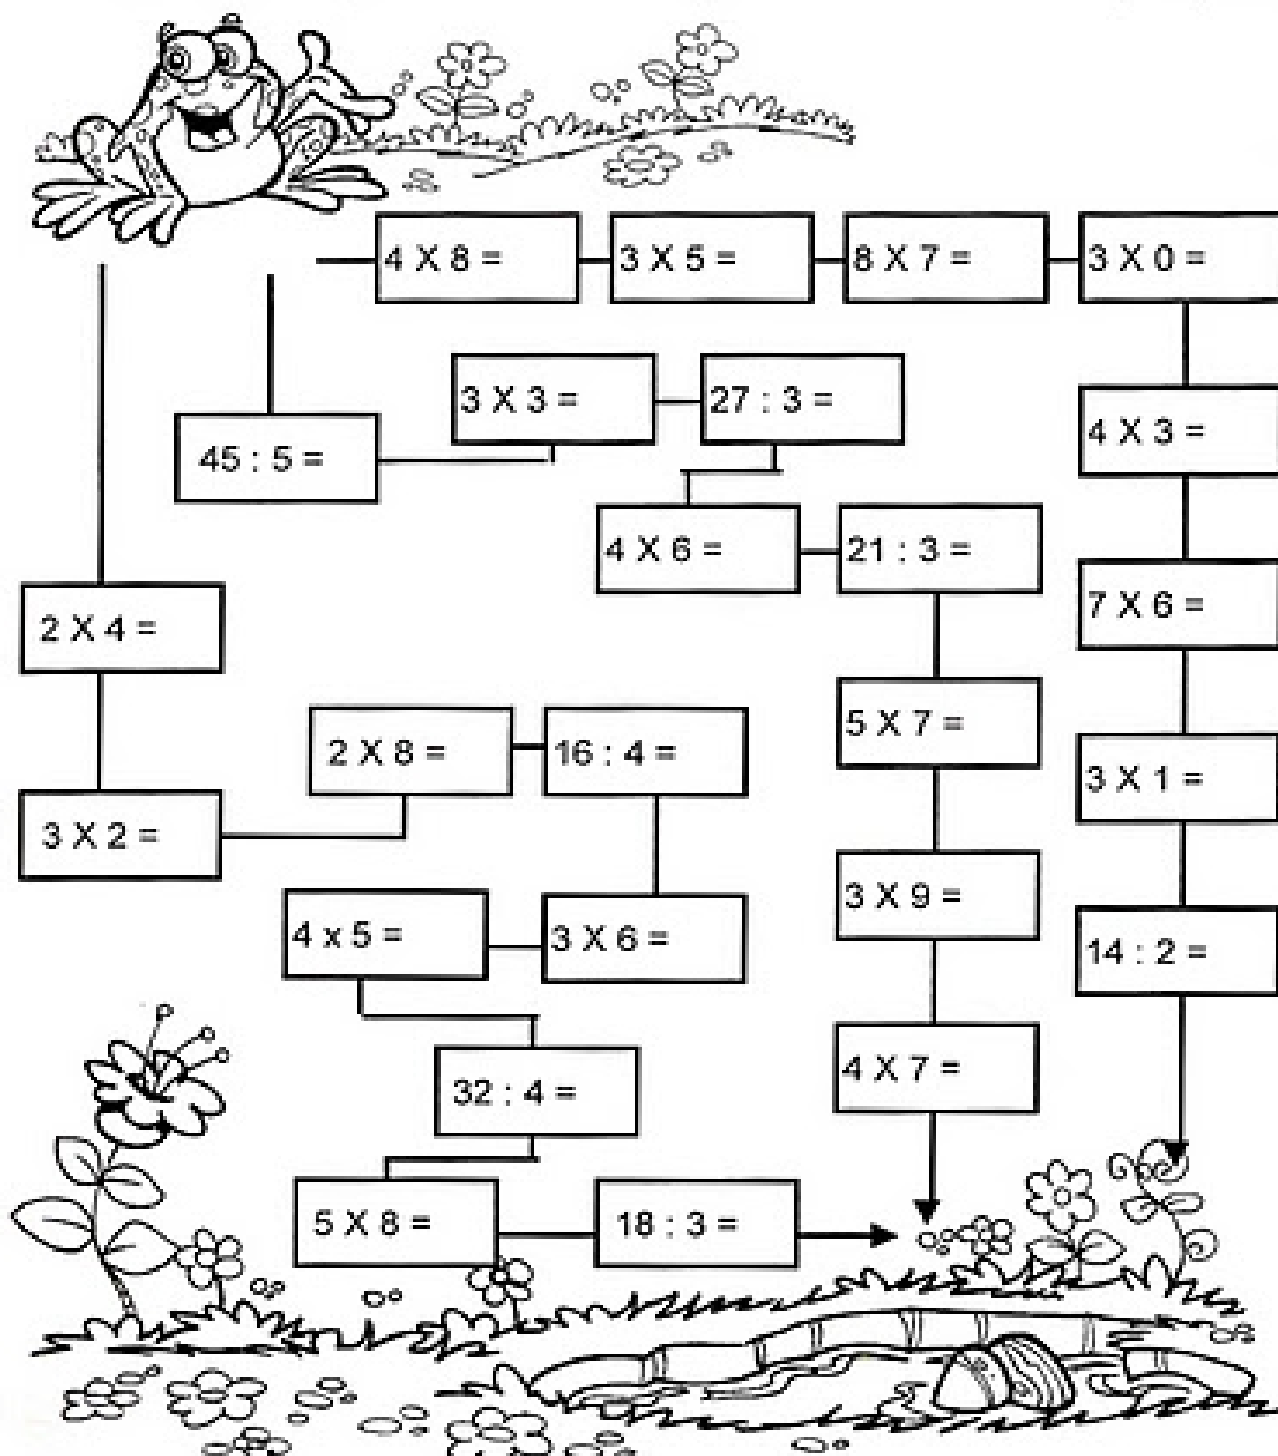 4 X 8 = 3 X 5 = 8 X 7 = 3 X 0 =
3 X 3 = 27 : 3 =
4 X 3 =
45 : 5 =
4 X 6 = 21 : 3 =
7 X 6 =
2 X 4 =
5 X 7 =
2 X 8 = 16 : 4 =
3 X 1 =
3 X 2 =
3 X 9 =
4 x 5 = 3 X 6 =
14 : 2 =
4 X 7 =
32 : 4 =
5 X 8 = 18 : 3 =